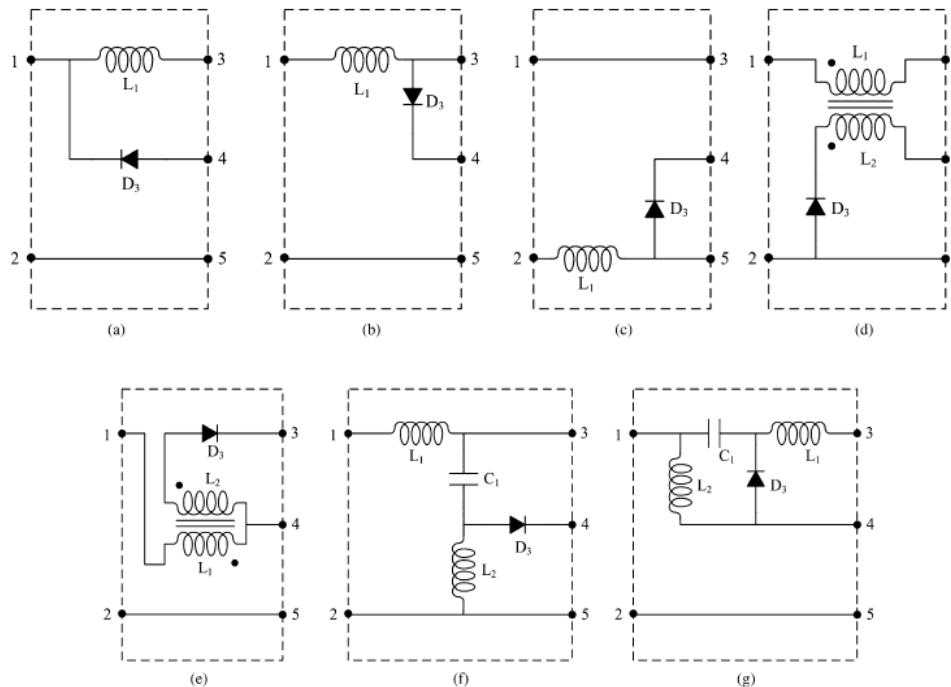 1 L₁ 3
D₃ 4
2 5
(a)
1 L₁ 3
D₃
4
2 5
(b)
1 3
4
D₃
2 L₁ 5
(c)
1 L₁
L₂
D₃
2
(d)
1 D₃ 3
L₂
4
L₁
2 5
(e)
1 L₁ 3
C₁
D₃ 4
L₂
2 5
(f)
1 C₁ L₁ 3
L₂ D₃
4
2 5
(g)